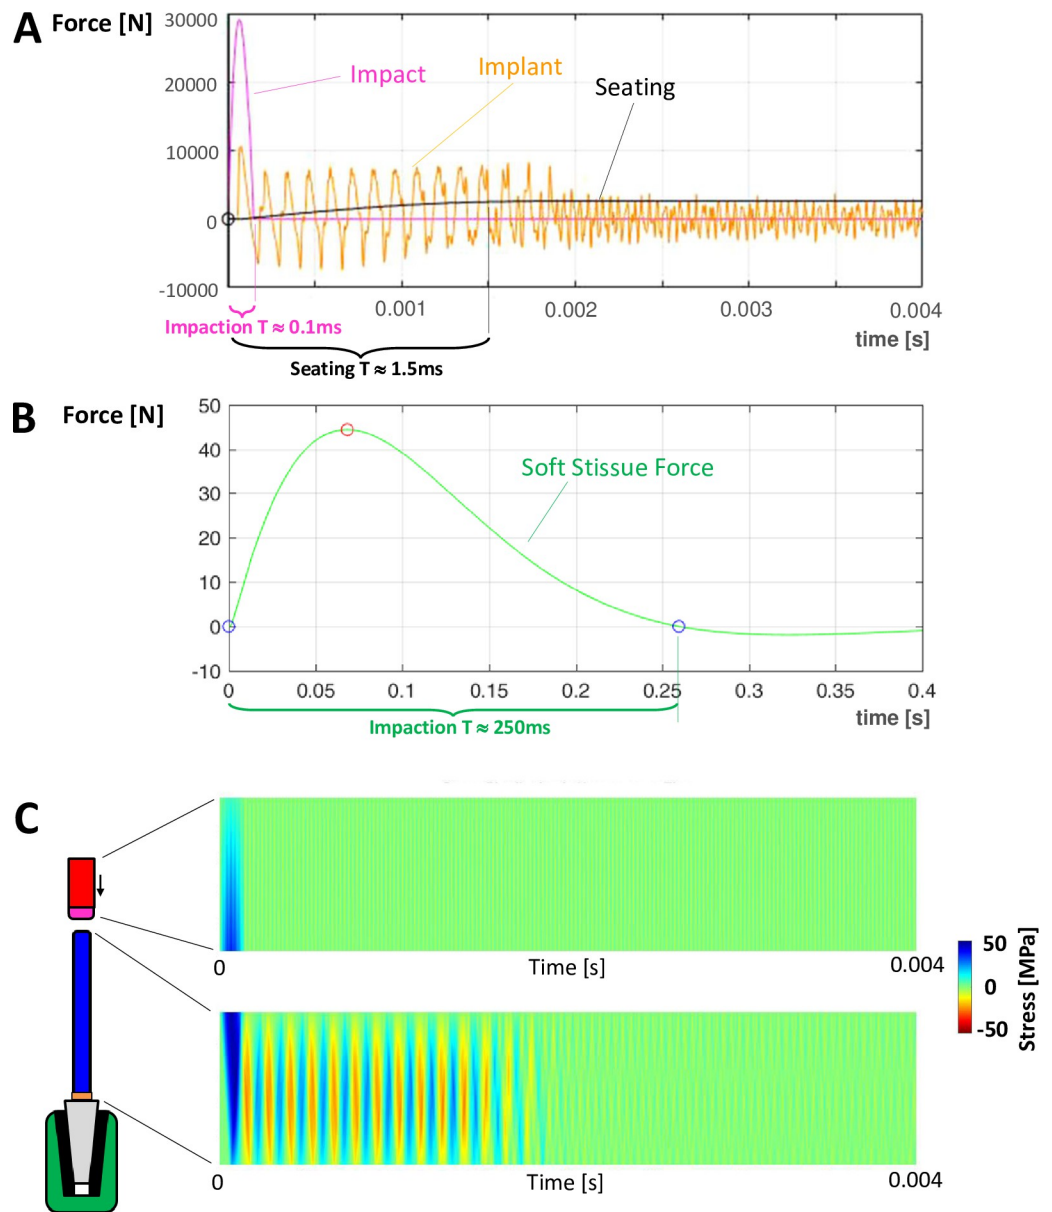 A Force [N]
30000
20000
10000
0
-10000
Impact
Implant
Seating
0.001
0.002
0.003
0.004
time [s]
Impaction T ≈ 0.1ms
Seating T ≈ 1.5ms
B Force [N]
50
40
30
20
10
0
-10
Soft Stissue Force
0 0.05 0.1 0.15 0.2 0.25 0.3 0.35 0.4
time [s]
Impaction T ≈ 250ms
C
0 Time [s] 0.004
50
0
-50
Stress [MPa]
0 Time [s] 0.004